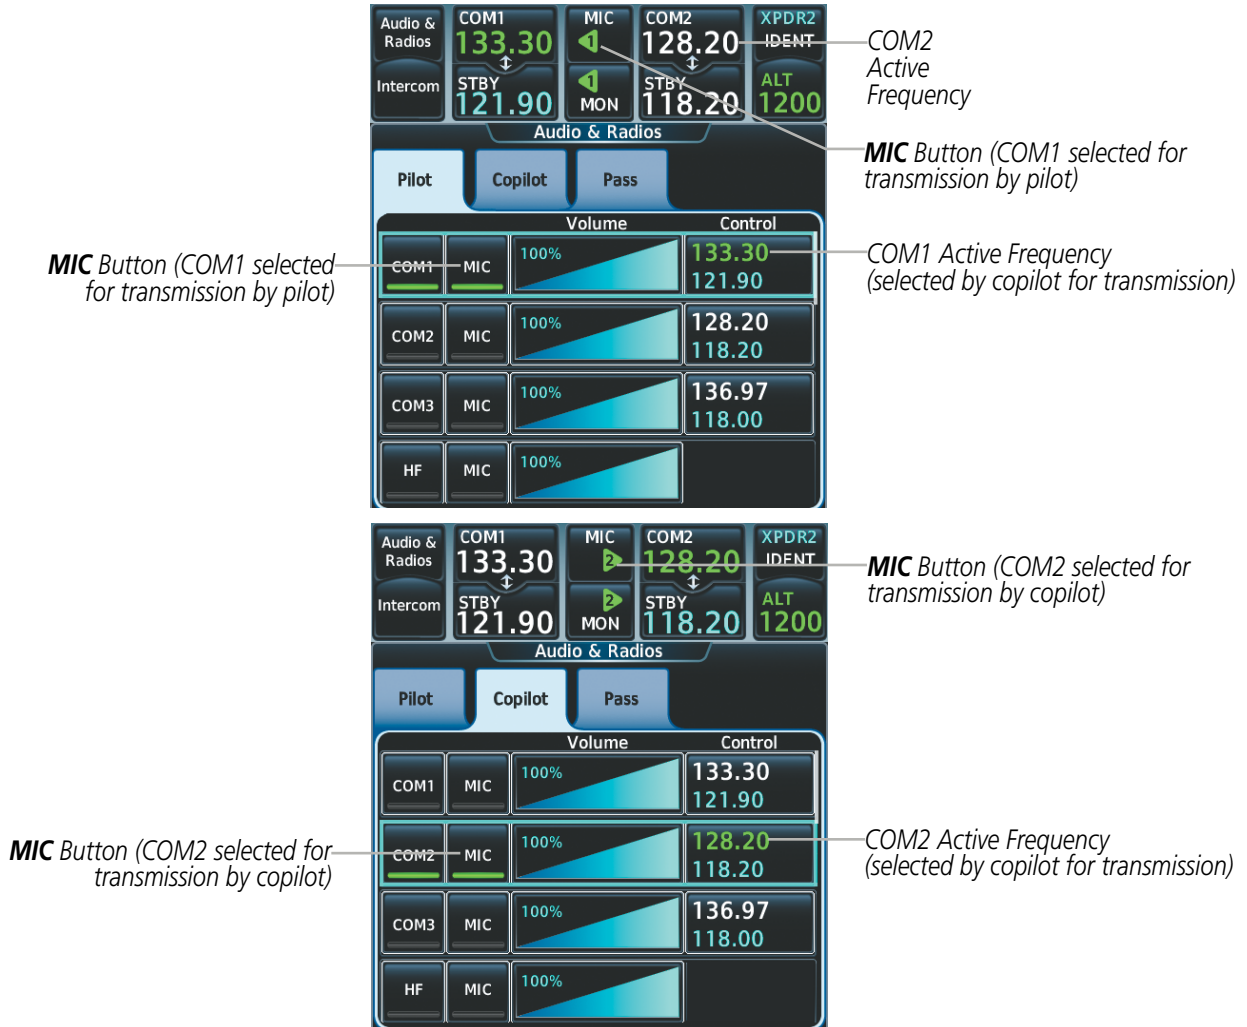 Audio &
Radios
Intercom
COM1
133.30
STBY
121.90
MIC
1
1
MON
COM2
128.20
STBY
118.20
XPDR2
IDENT
ALT
1200
COM2
Active
Frequency
Audio & Radios
MIC Button (COM1 selected for
transmission by pilot)
Pilot
Copilot
Pass
Volume
Control
MIC Button (COM1 selected
for transmission by pilot)
COM1
MIC
100%
133.30
121.90
COM1 Active Frequency
(selected by copilot for transmission)
COM2
MIC
100%
128.20
118.20
COM3
MIC
100%
136.97
118.00
HF
MIC
100%
Audio &
Radios
Intercom
COM1
133.30
STBY
121.90
MIC
2
2
MON
COM2
128.20
STBY
118.20
XPDR2
IDENT
ALT
1200
MIC Button (COM2 selected for
transmission by copilot)
Audio & Radios
Pilot
Copilot
Pass
Volume
Control
COM1
MIC
100%
133.30
121.90
MIC Button (COM2 selected for
transmission by copilot)
COM2
MIC
100%
128.20
118.20
COM2 Active Frequency
(selected by copilot for transmission)
COM3
MIC
100%
136.97
118.00
HF
MIC
100%